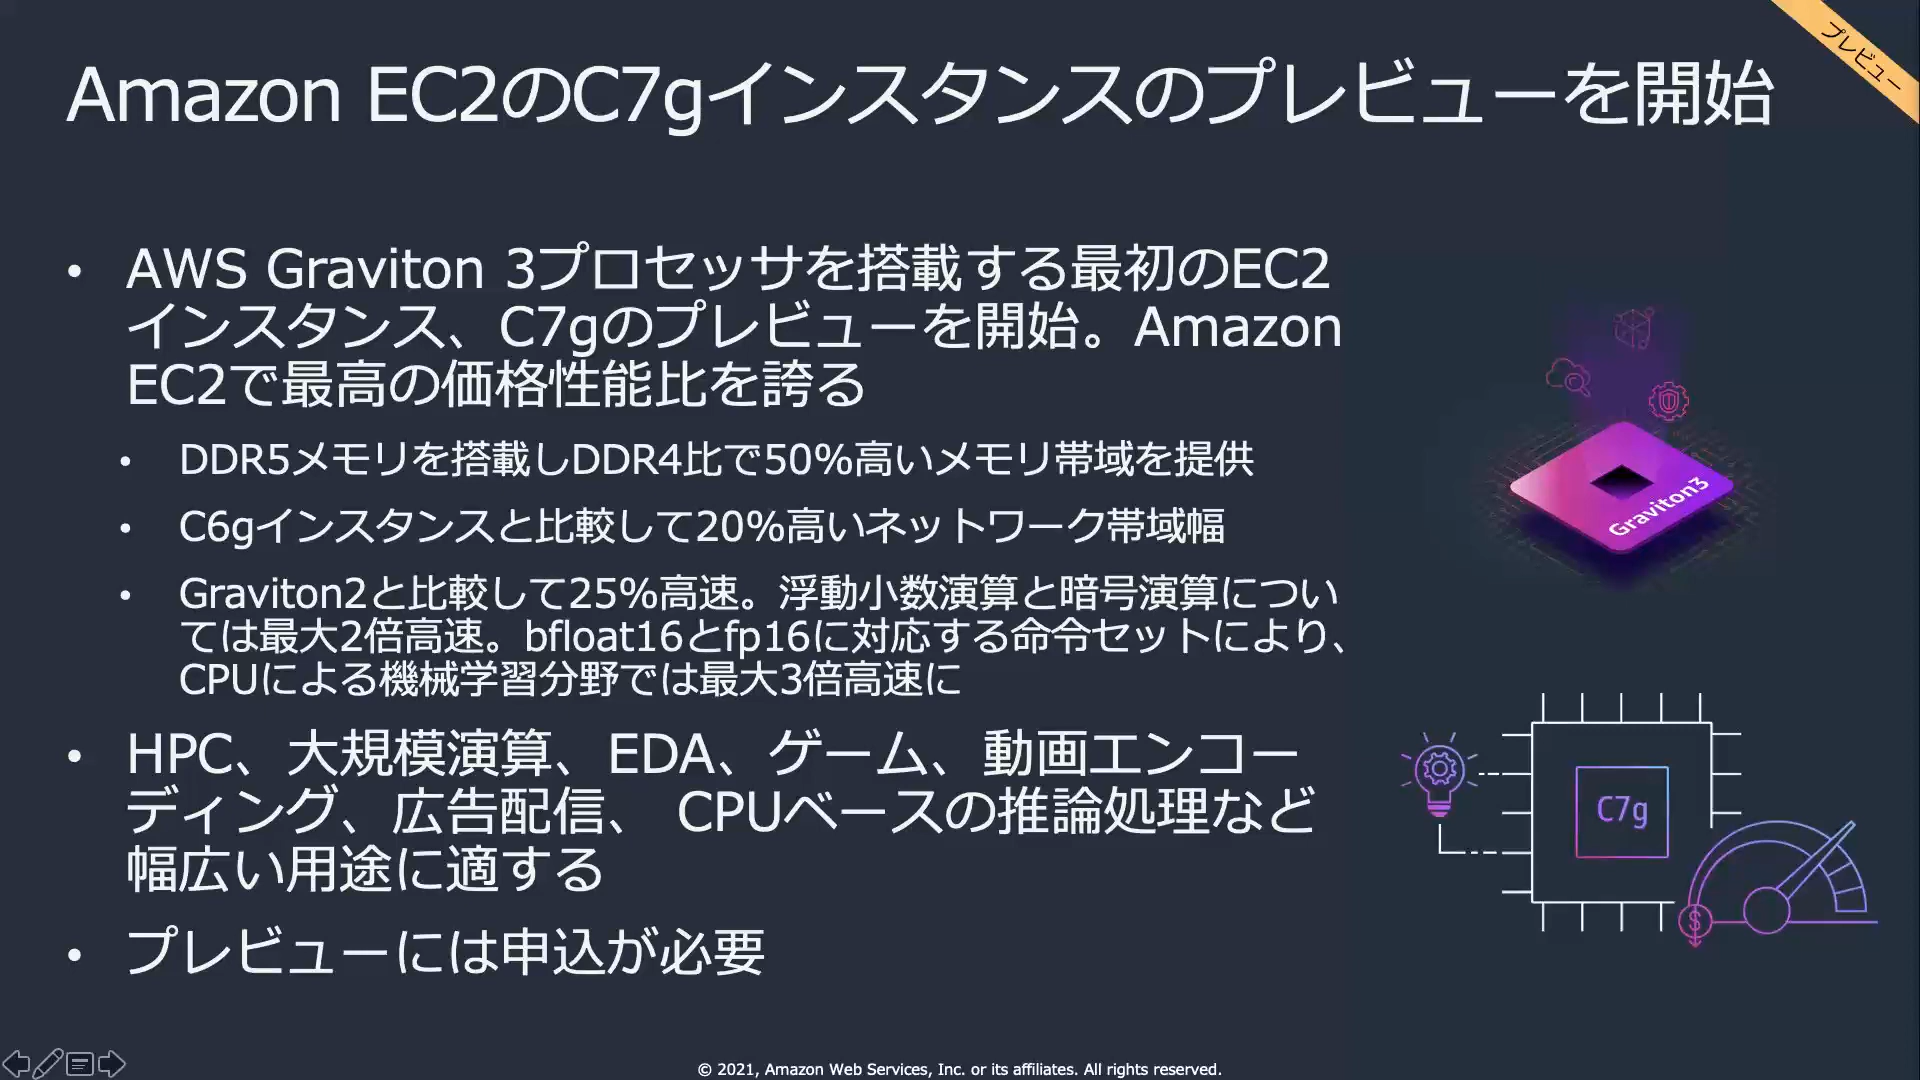 プレビュー
Amazon EC2のC7gインスタンスのプレビューを開始
• AWS Graviton 3プロセッサを搭載する最初のEC2
インスタンス、C7gのプレビューを開始。Amazon
EC2で最高の価格性能比を誇る
• DDR5メモリを搭載しDDR4比で50%高いメモリ帯域を提供
• C6gインスタンスと比較して20%高いネットワーク帯域幅
• Graviton2と比較して25%高速。浮動小数演算と暗号演算につい
ては最大2倍高速。bfloat16とfp16に対応する命令セットにより、
CPUによる機械学習分野では最大3倍高速に
• HPC、大規模演算、EDA、ゲーム、動画エンコー
ディング、広告配信、 CPUベースの推論処理など
幅広い用途に適する
• プレビューには申込が必要
Graviton3
C7g
$
© 2021, Amazon Web Services, Inc. or its affiliates. All rights reserved.